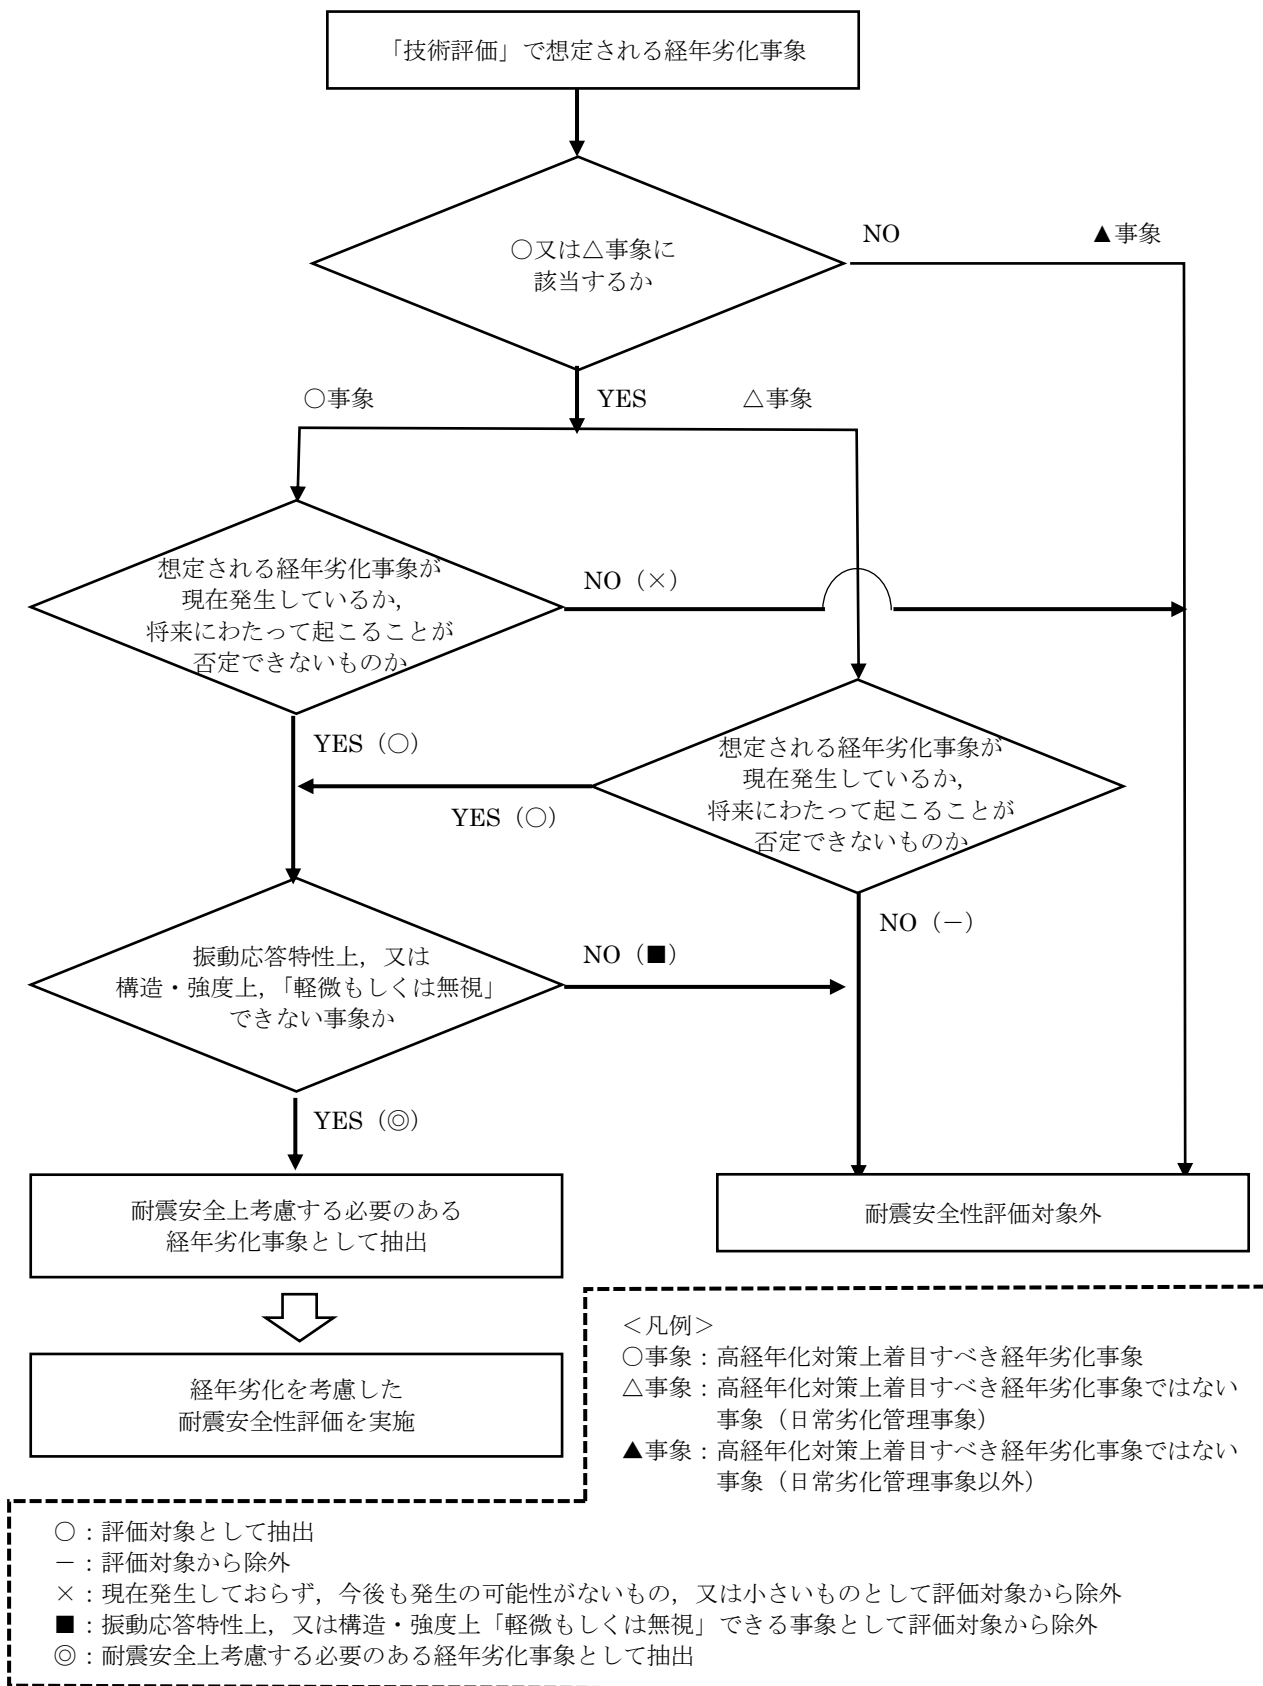 「技術評価」で想定される経年劣化事象
○又は△事象に
該当するか
NO
▲事象
○事象
YES
△事象
想定される経年劣化事象が
現在発生しているか,
将来にわたって起こることが
否定できないものか
NO（×）
YES（○）
想定される経年劣化事象が
現在発生しているか,
将来にわたって起こることが
否定できないものか
YES（○）
NO（－）
振動応答特性上，又は
構造・強度上,「軽微もしくは無視」
できない事象か
NO（■）
YES（◎）
耐震安全上考慮する必要のある
経年劣化事象として抽出
耐震安全性評価対象外
経年劣化を考慮した
耐震安全性評価を実施
＜凡例＞
○事象：高経年化対策上着目すべき経年劣化事象
△事象：高経年化対策上着目すべき経年劣化事象ではない
事象（日常劣化管理事象）
▲事象：高経年化対策上着目すべき経年劣化事象ではない
事象（日常劣化管理事象以外）
○：評価対象として抽出
－：評価対象から除外
×：現在発生しておらず，今後も発生の可能性がないもの，又は小さいものとして評価対象から除外
■：振動応答特性上，又は構造・強度上「軽微もしくは無視」できる事象として評価対象から除外
◎：耐震安全上考慮する必要のある経年劣化事象として抽出